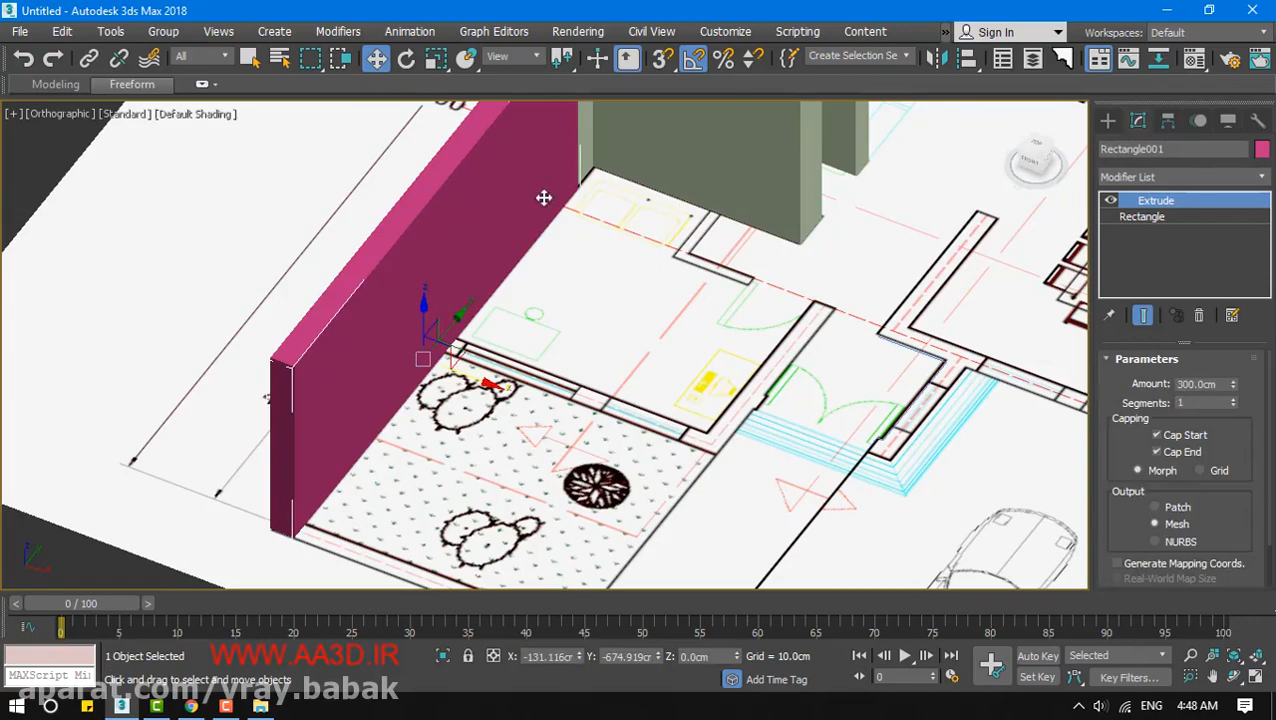 Untitled - Autodesk 3ds Max 2018
File Edit Tools Group Views Create Modifiers Animation Graph Editors Rendering Civil View Customize Scripting Content » Sign In Workspaces: Default
All View Create Selection Se
Modeling Freeform
[+] [Orthographic] [Standard] [Default Shading]
TOP
FRONT
Rectangle001
Modifier List
Extrude
Rectangle
Parameters
Amount: 300.0cm
Segments: 1
Capping
Cap Start
Cap End
Morph Grid
Output
Patch
Mesh
NURBS
Generate Mapping Coords.
Real-World Map Size
z
x
< 0 / 100 >
0 5 10 15 20 25 30 35 40 45 50 55 60 65 70 75 80 85 90 95 100
1 Object Selected
WWW.AA3D.IR
X: -131.116cr Y: -674.919cr Z: 0.0cm Grid = 10.0cm
Auto Key Selected
MAXScript Mi
Click and drag to select and move objects
Add Time Tag
0
Set Key Key Filters...
aparat.com/vray.babak
ENG 4:48 AM